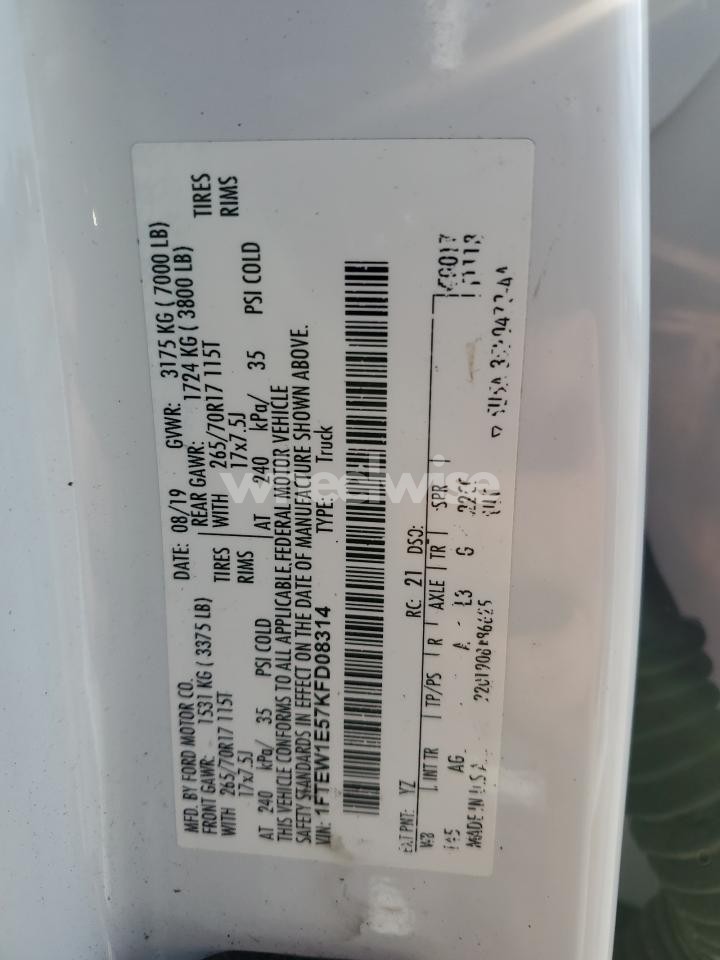 MFD. BY FORD MOTOR CO. DATE: 08/19 GVWR: 3175 KG ( 7000 LB)
FRONT GAWR: 1531 KG ( 3375 LB) REAR GAWR: 1724 KG ( 3800 LB)
WITH 265/70R17 115T TIRES WITH 265/70R17 115T TIRES
17x7.5J RIMS 17x7.5J RIMS
AT 240 kPa/ 35 PSI COLD AT 240 kPa/ 35 PSI COLD
THIS VEHICLE CONFORMS TO ALL APPLICABLE FEDERAL MOTOR VEHICLE
SAFETY STANDARDS IN EFFECT ON THE DATE OF MANUFACTURE SHOWN ABOVE.
VIN: 1FTEW1E57KFD08314 TYPE: Truck
EXT PNT: YZ RC: 21 DSO:
WB INT TR TP/PS R AXLE TR SPR
145 AG A L3 G
MADE IN U.S.A.
wheelwise